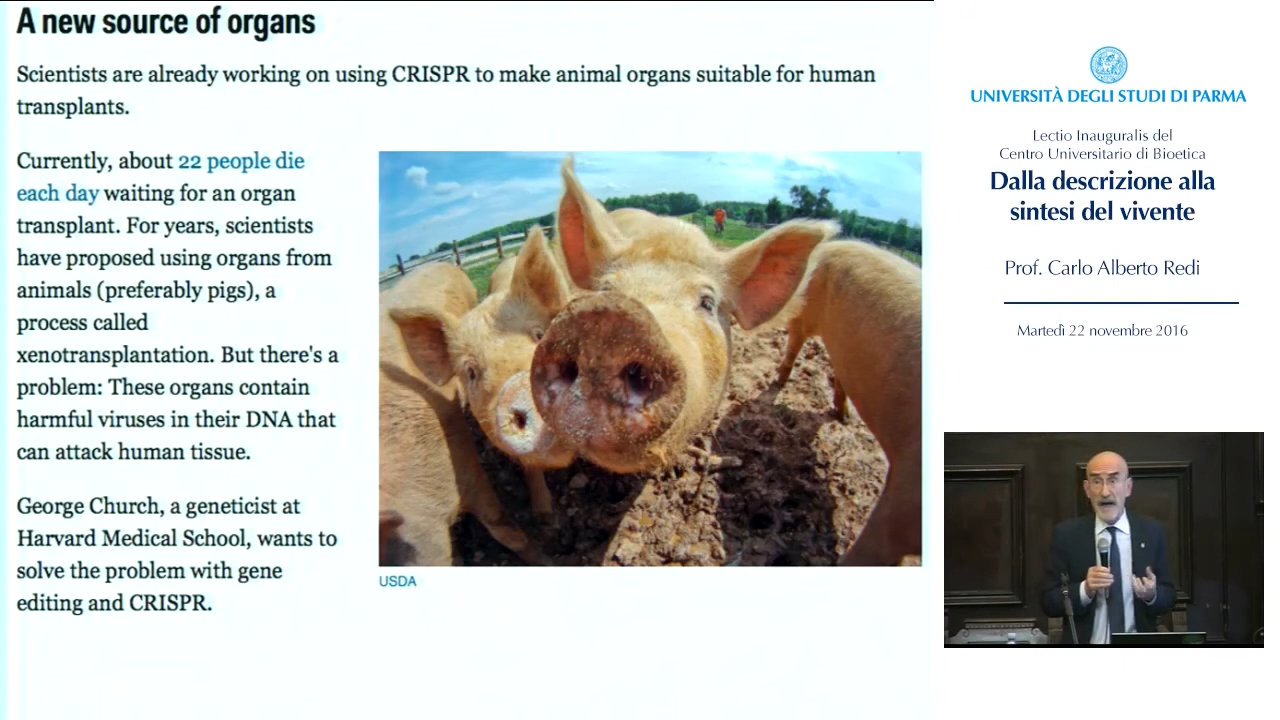 A new source of organs
Scientists are already working on using CRISPR to make animal organs suitable for human
transplants.
Currently, about 22 people die
each day waiting for an organ
transplant. For years, scientists
have proposed using organs from
animals (preferably pigs), a
process called
xenotransplantation. But there's a
problem: These organs contain
harmful viruses in their DNA that
can attack human tissue.
George Church, a geneticist at
Harvard Medical School, wants to
solve the problem with gene
editing and CRISPR.
USDA
UNIVERSITÀ DEGLI STUDI DI PARMA
Lectio Inauguralis del
Centro Universitario di Bioetica
Dalla descrizione alla
sintesi del vivente
Prof. Carlo Alberto Redi
Martedì 22 novembre 2016